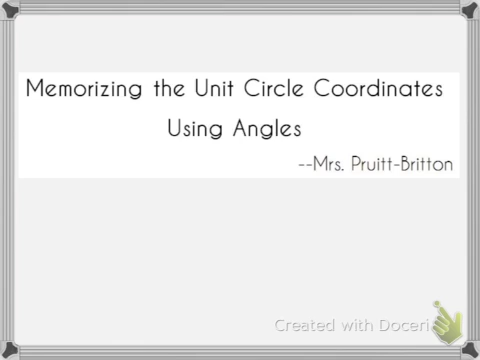 Memorizing the Unit Circle Coordinates
Using Angles
--Mrs. Pruitt-Britton
Created with Doceri